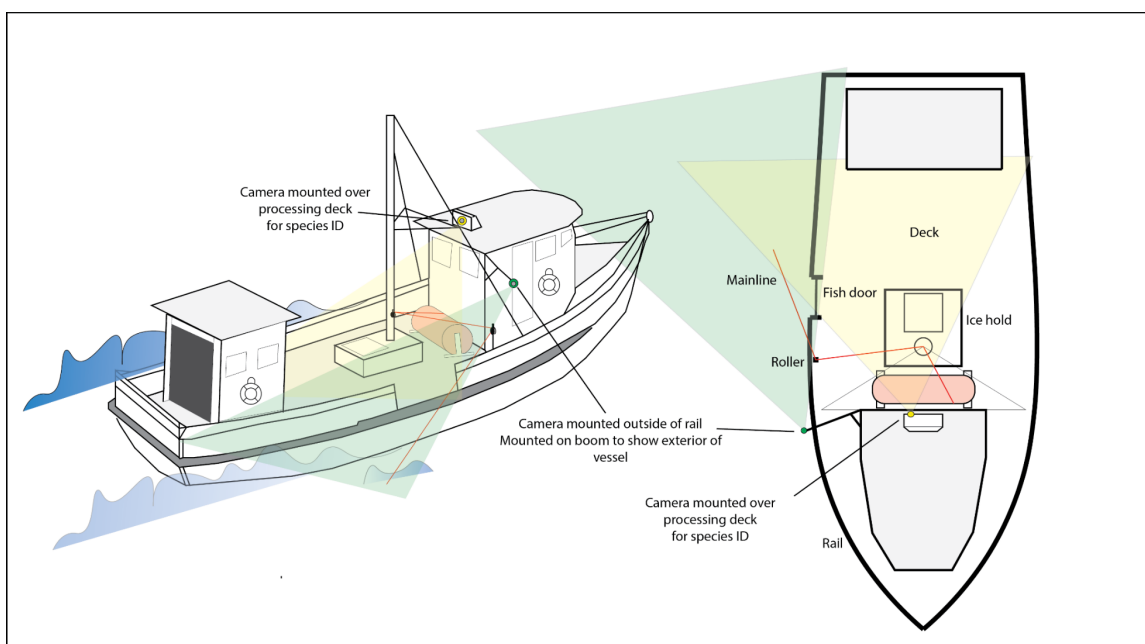 Camera mounted over
processing deck
for species ID
Camera mounted outside of rail
Mounted on boom to show exterior of
vessel
Deck
Mainline
Fish door
Ice hold
Roller
Camera mounted over
processing deck
for species ID
Rail